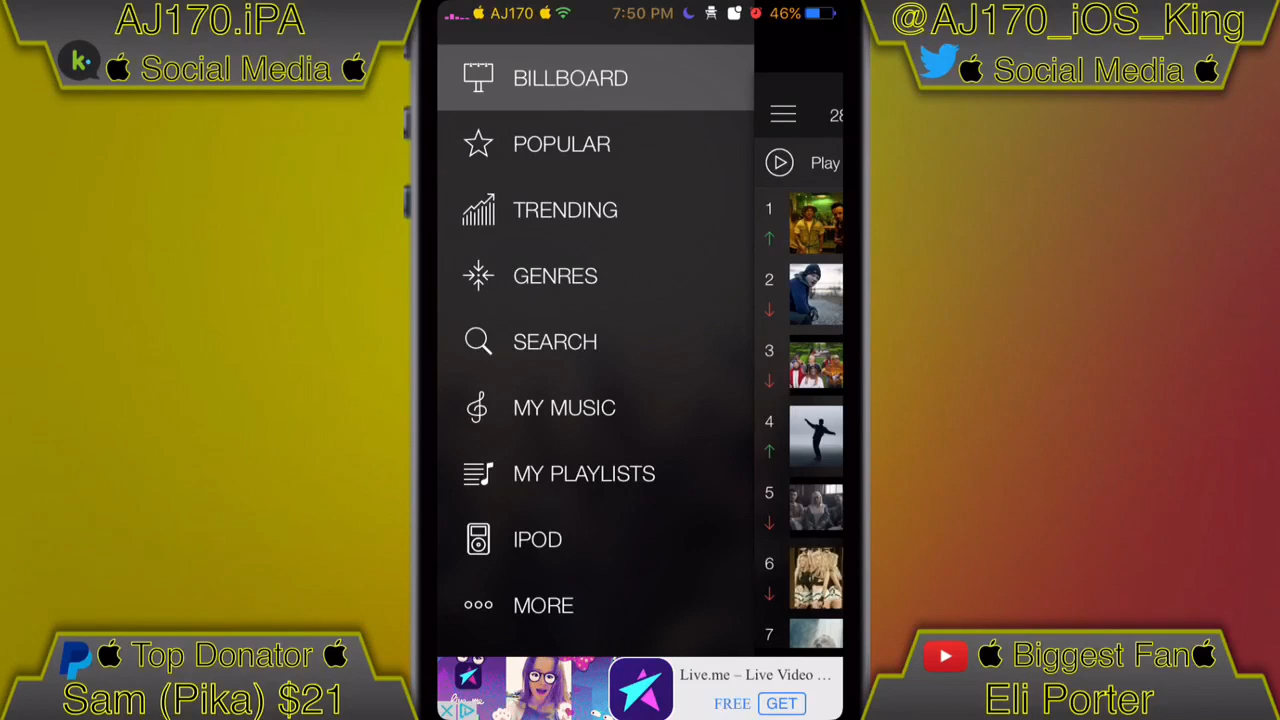 AJ170.iPA
k.
Social Media
@AJ170_iOS_King
Social Media
AJ170
7:50 PM
46%
BILLBOARD
POPULAR
TRENDING
GENRES
SEARCH
MY MUSIC
MY PLAYLISTS
IPOD
MORE
28
Play
1
2
3
4
5
6
7
live.me
Live.me – Live Video ...
FREE GET
Top Donator
Sam (Pika) $21
Biggest Fan
Eli Porter